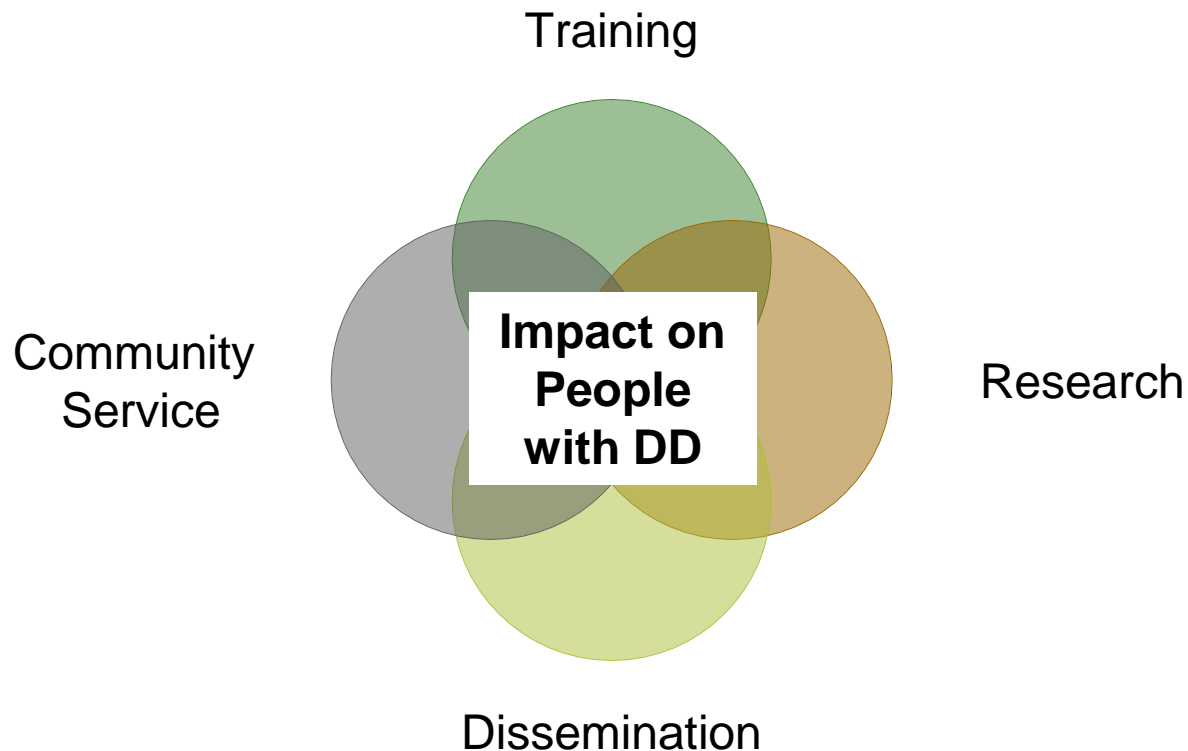 Training
Community
Service
Impact on
People
with DD
Research
Dissemination